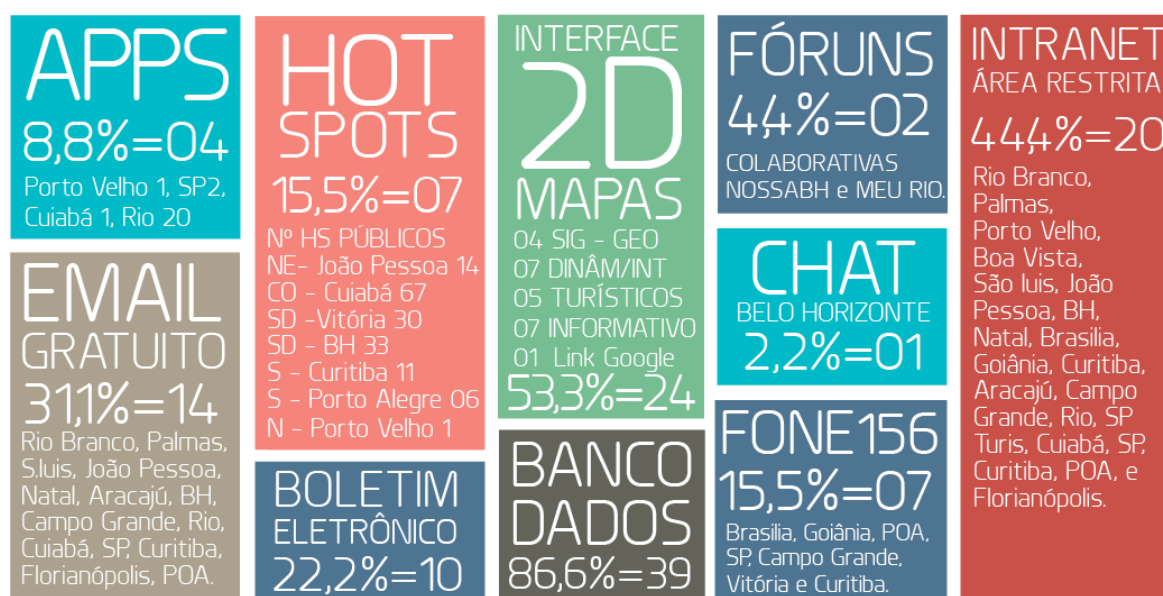 APPS
8,8%=04
Porto Velho 1, SP2,
Cuiabá 1, Rio 20
EMAIL
GRATUITO
31,1%=14
Rio Branco, Palmas,
S.luis, João Pessoa,
Natal, Aracajú, BH,
Campo Grande, Rio,
Cuiabá, SP, Curitiba,
Florianópolis, POA.
HOT
SPOTS
15,5%=07
Nº HS PÚBLICOS
NE- João Pessoa 14
CO - Cuiabá 67
SD -Vitória 30
SD - BH 33
S - Curitiba 11
S - Porto Alegre 06
N - Porto Velho 1
BOLETIM
ELETRÔNICO
22,2%=10
INTERFACE
2D
MAPAS
04 SIG - GEO
07 DINÂM/INT
05 TURÍSTICOS
07 INFORMATIVO
01 Link Google
53,3%=24
BANCO
DADOS
86,6%=39
FÓRUNS
4,4%=02
COLABORATIVAS
NOSSABH e MEU RIO.
CHAT
BELO HORIZONTE
2,2%=01
FONE156
15,5%=07
Brasilia, Goiânia, POA,
SP, Campo Grande,
Vitória e Curitiba.
INTRANET
ÁREA RESTRITA
44,4%=20
Rio Branco,
Palmas,
Porto Velho,
Boa Vista,
São luis, João
Pessoa, BH,
Natal, Brasilia,
Goiânia, Curitiba,
Aracajú, Campo
Grande, Rio, SP
Turis, Cuiabá, SP,
Curitiba, POA, e
Florianópolis.